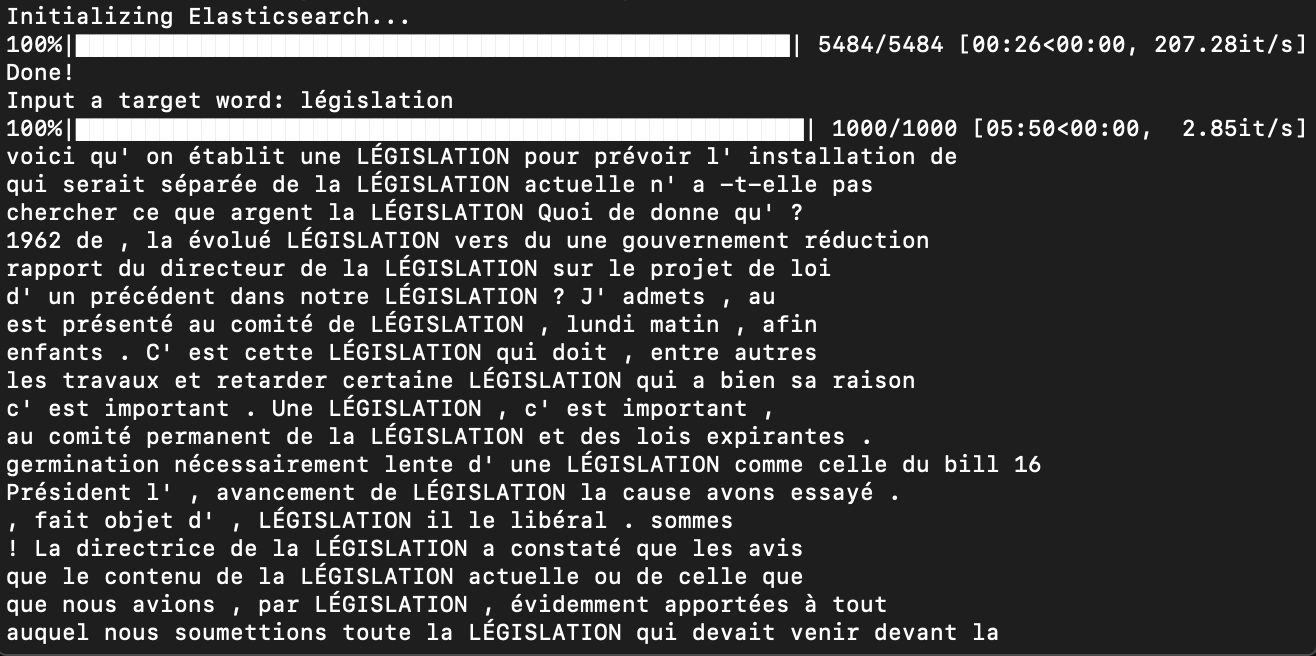 Initializing Elasticsearch...
100%| | 5484/5484 [00:26<00:00, 207.28it/s]
Done!
Input a target word: législation
100%| | 1000/1000 [05:50<00:00,  2.85it/s]
voici qu' on établit une LÉGISLATION pour prévoir l' installation de
qui serait séparée de la LÉGISLATION actuelle n' a -t-elle pas
chercher ce que argent la LÉGISLATION Quoi de donne qu' ?
1962 de , la évolué LÉGISLATION vers du une gouvernement réduction
rapport du directeur de la LÉGISLATION sur le projet de loi
d' un précédent dans notre LÉGISLATION ? J' admets , au
est présenté au comité de LÉGISLATION , lundi matin , afin
enfants . C' est cette LÉGISLATION qui doit , entre autres
les travaux et retarder certaine LÉGISLATION qui a bien sa raison
c' est important . Une LÉGISLATION , c' est important ,
au comité permanent de la LÉGISLATION et des lois expirantes .
germination nécessairement lente d' une LÉGISLATION comme celle du bill 16
Président l' , avancement de LÉGISLATION la cause avons essayé .
, fait objet d' , LÉGISLATION il le libéral . sommes
! La directrice de la LÉGISLATION a constaté que les avis
que le contenu de la LÉGISLATION actuelle ou de celle que
que nous avions , par LÉGISLATION , évidemment apportées à tout
auquel nous soumettions toute la LÉGISLATION qui devait venir devant la